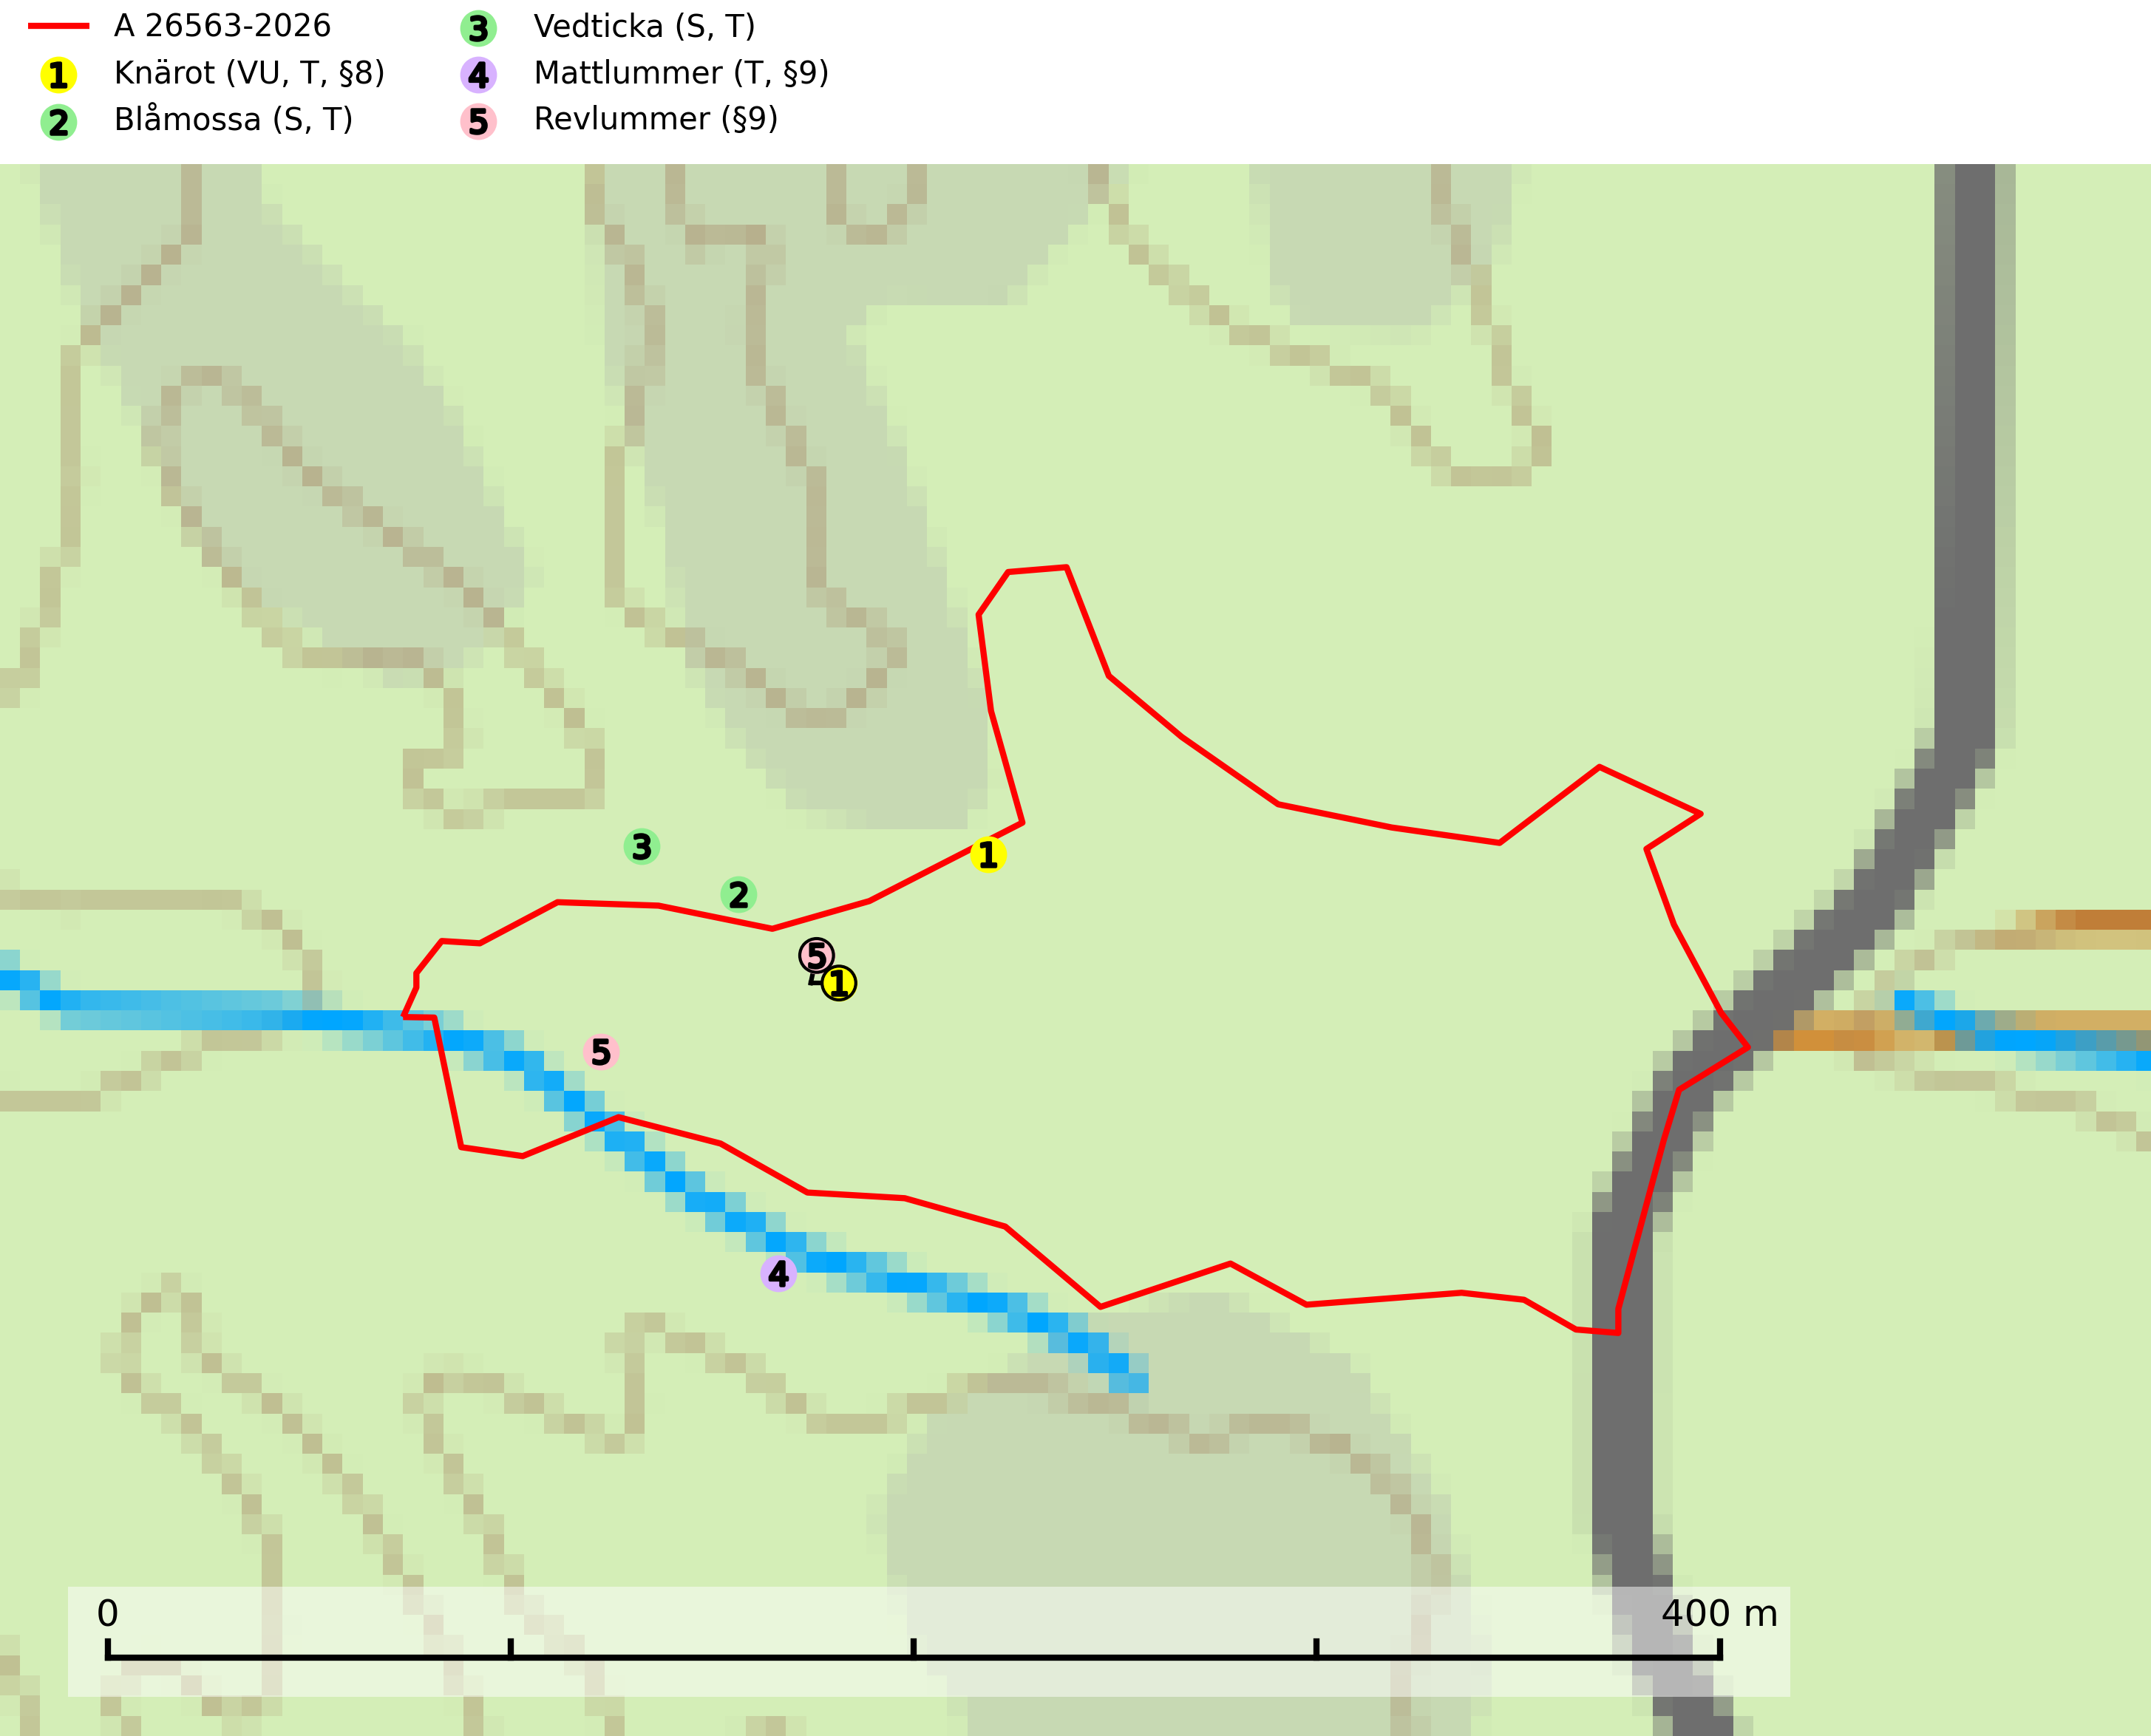 A 26563-2026
1 Knärot (VU, T, §8)
2 Blåmossa (S, T)
3 Vedticka (S, T)
4 Mattlummer (T, §9)
5 Revlummer (§9)
3
1
2
5
1
5
4
0 400 m